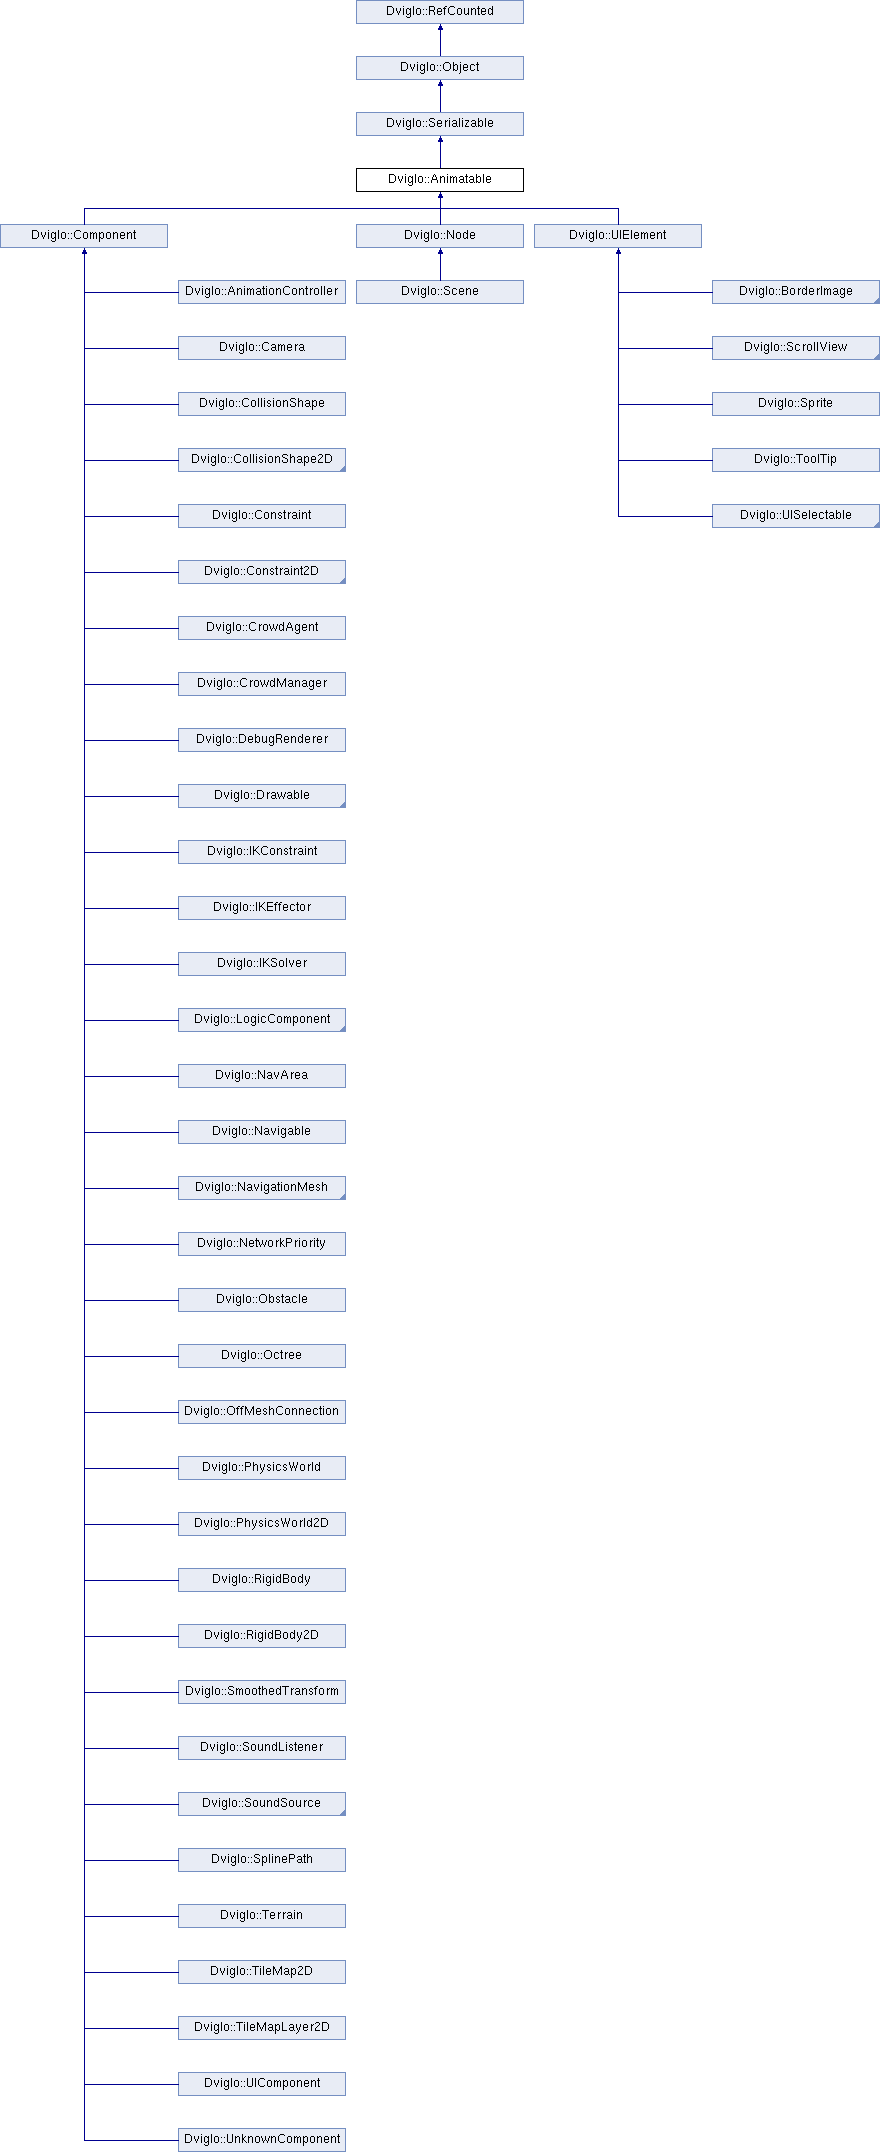 Dviglo::RefCounted
Dviglo::Object
Dviglo::Serializable
Dviglo::Animatable
Dviglo::Component
Dviglo::Node
Dviglo::UIElement
Dviglo::AnimationController
Dviglo::Scene
Dviglo::BorderImage
Dviglo::Camera
Dviglo::ScrollView
Dviglo::CollisionShape
Dviglo::Sprite
Dviglo::CollisionShape2D
Dviglo::ToolTip
Dviglo::Constraint
Dviglo::UISelectable
Dviglo::Constraint2D
Dviglo::CrowdAgent
Dviglo::CrowdManager
Dviglo::DebugRenderer
Dviglo::Drawable
Dviglo::IKConstraint
Dviglo::IKEffector
Dviglo::IKSolver
Dviglo::LogicComponent
Dviglo::NavArea
Dviglo::Navigable
Dviglo::NavigationMesh
Dviglo::NetworkPriority
Dviglo::Obstacle
Dviglo::Octree
Dviglo::OffMeshConnection
Dviglo::PhysicsWorld
Dviglo::PhysicsWorld2D
Dviglo::RigidBody
Dviglo::RigidBody2D
Dviglo::SmoothedTransform
Dviglo::SoundListener
Dviglo::SoundSource
Dviglo::SplinePath
Dviglo::Terrain
Dviglo::TileMap2D
Dviglo::TileMapLayer2D
Dviglo::UIComponent
Dviglo::UnknownComponent